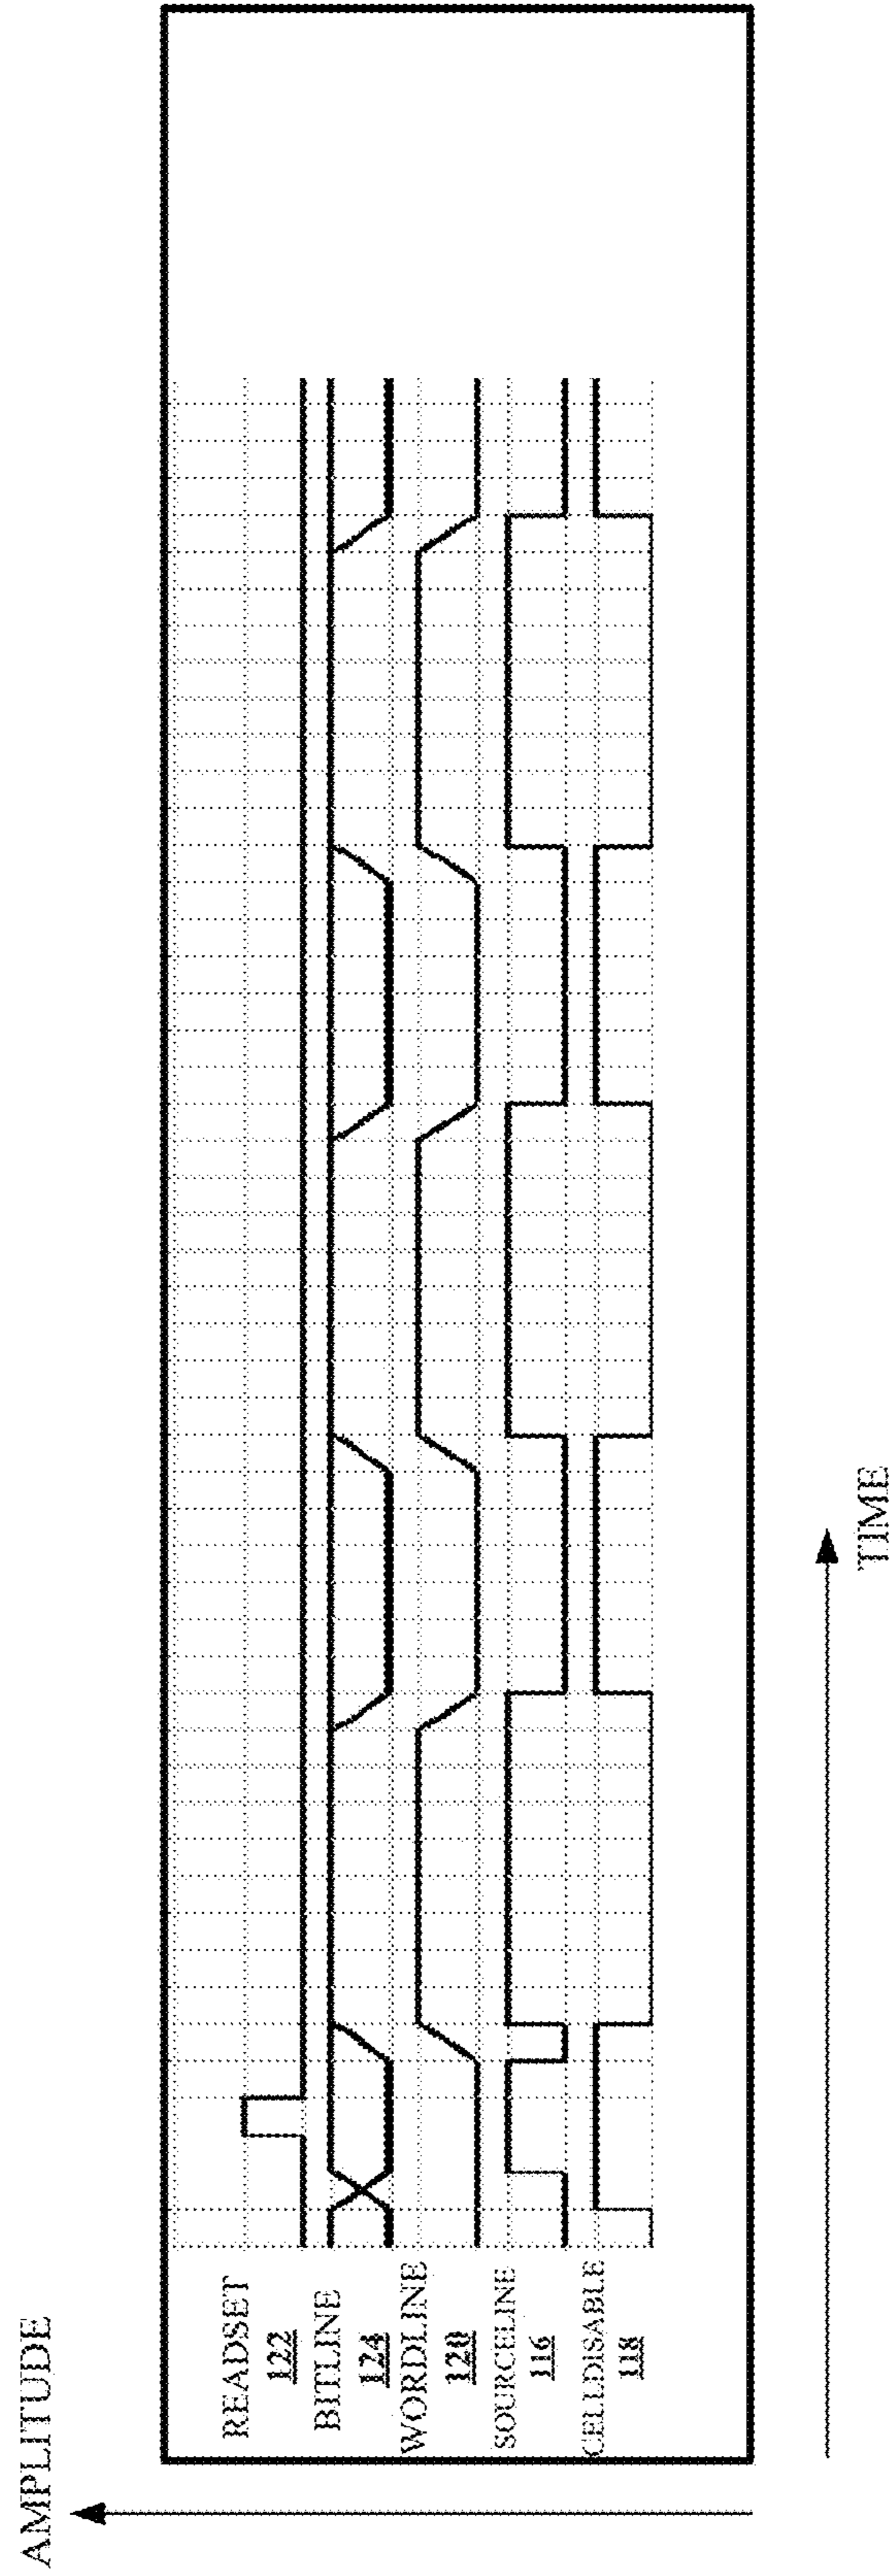 AMPLITUDE
READSET
122
BITLINE
124
WORDLINE
120
SOURCELINE
116
CELLDISABLE
118
TIME